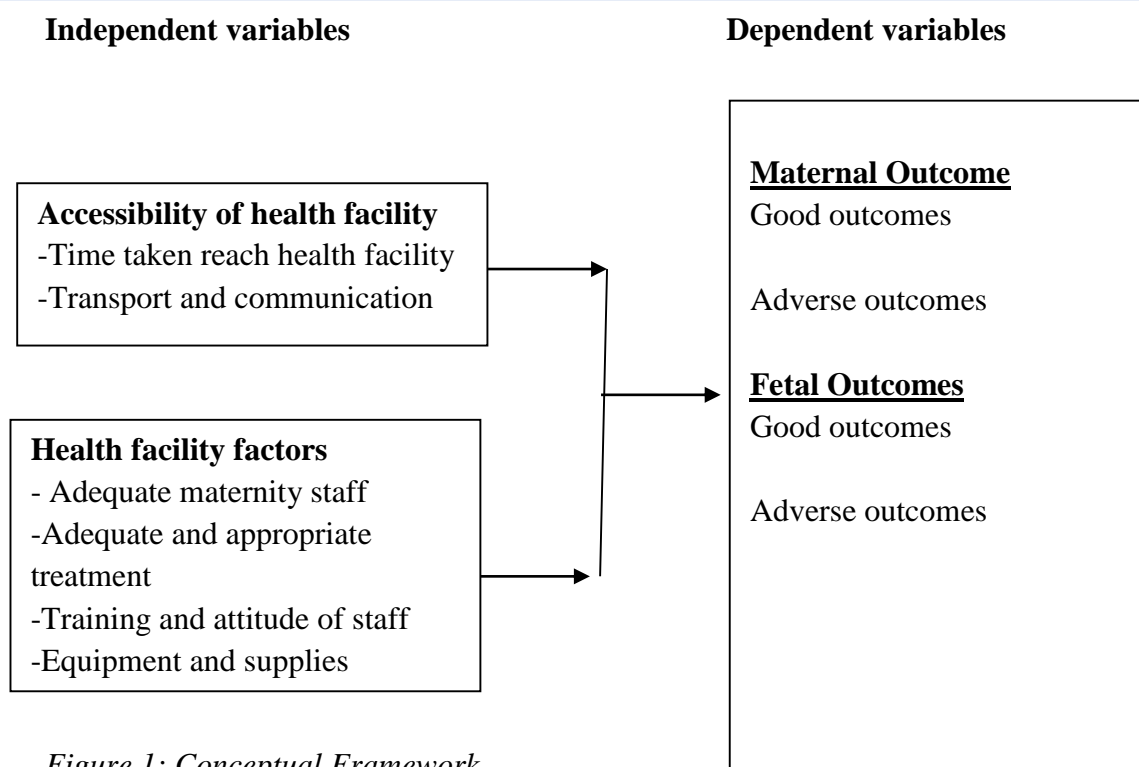 Independent variables
Dependent variables
Accessibility of health facility
-Time taken reach health facility
-Transport and communication
Health facility factors
- Adequate maternity staff
-Adequate and appropriate
treatment
-Training and attitude of staff
-Equipment and supplies
Maternal Outcome
Good outcomes
Adverse outcomes
Fetal Outcomes
Good outcomes
Adverse outcomes
Figure 1: Conceptual Framework